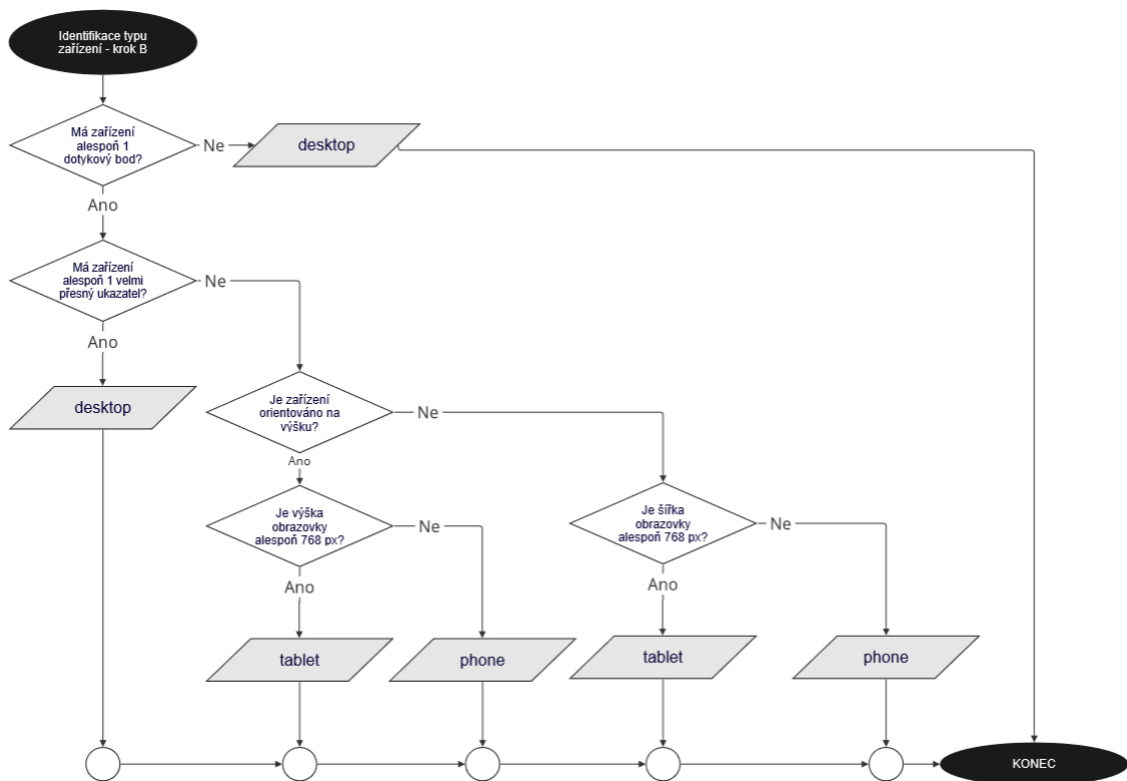 Identifikace typu
zařízení - krok B
Má zařízení
alespoň 1
dotykový bod?
Ne
desktop
Ano
Má zařízení
alespoň 1 velmi
přesný ukazatel?
Ne
Ano
desktop
Je zařízení
orientováno na
výšku?
Ne
Ano
Je výška
obrazovky
alespoň 768 px?
Ne
Je šířka
obrazovky
alespoň 768 px?
Ne
Ano
Ano
tablet
phone
tablet
phone
KONEC